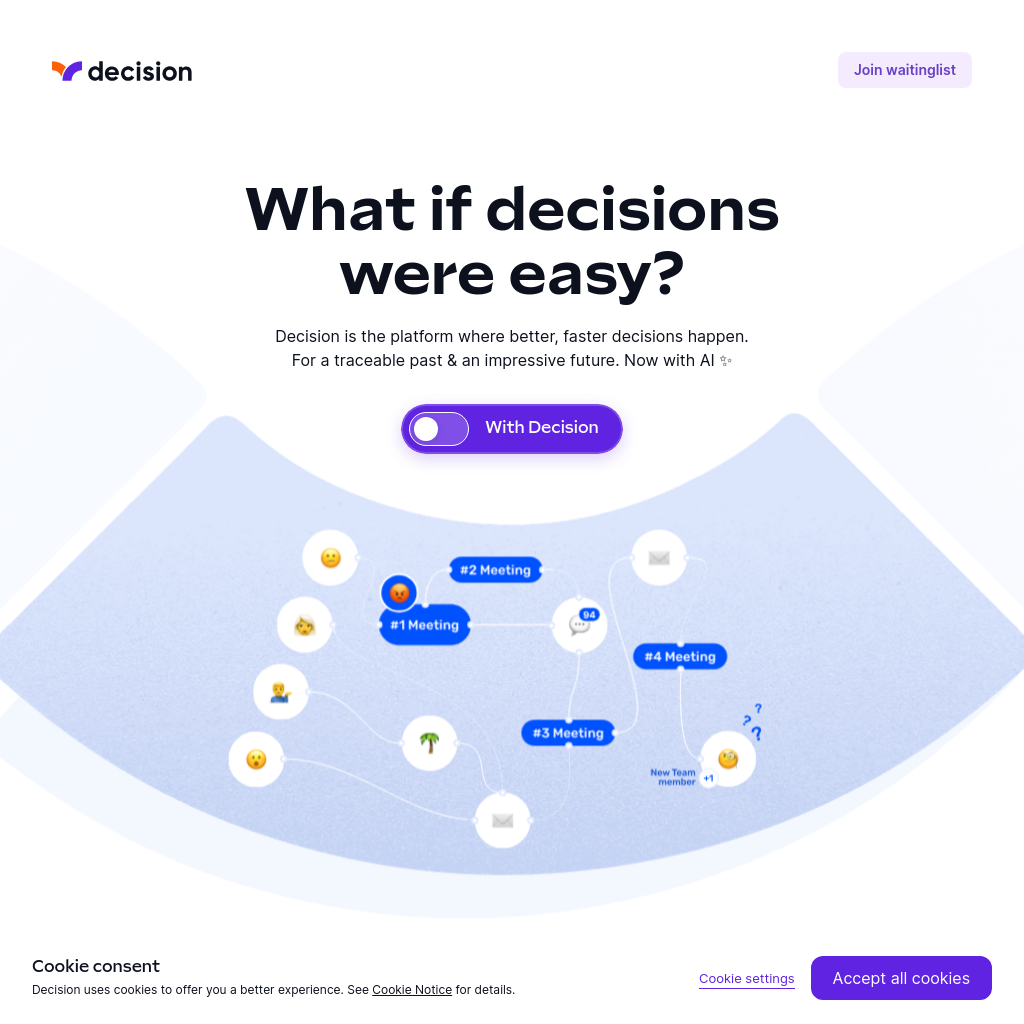 decision
Join waitinglist
What if decisions
were easy?
Decision is the platform where better, faster decisions happen.
For a traceable past & an impressive future. Now with AI ✨
With Decision
#2 Meeting
#1 Meeting
94
#4 Meeting
#3 Meeting
? ? ?
New Team
member
+1
Cookie consent
Decision uses cookies to offer you a better experience. See Cookie Notice for details.
Cookie settings
Accept all cookies